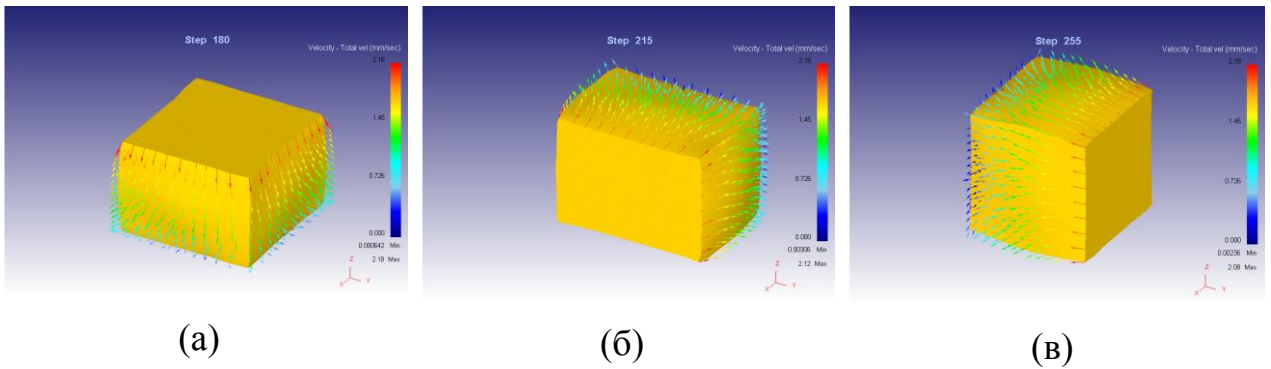 Step 180
Velocity - Total vel (mm/sec)
2.18
1.45
0.726
0.000
0.000642 Min
2.18 Max
Z
X Y
(а)
Step 215
Velocity - Total vel (mm/sec)
2.18
1.45
0.726
0.000
0.00306 Min
2.12 Max
Z
X Y
(б)
Step 255
Velocity - Total vel (mm/sec)
2.18
1.45
0.726
0.000
0.00236 Min
2.08 Max
Z
X Y
(в)